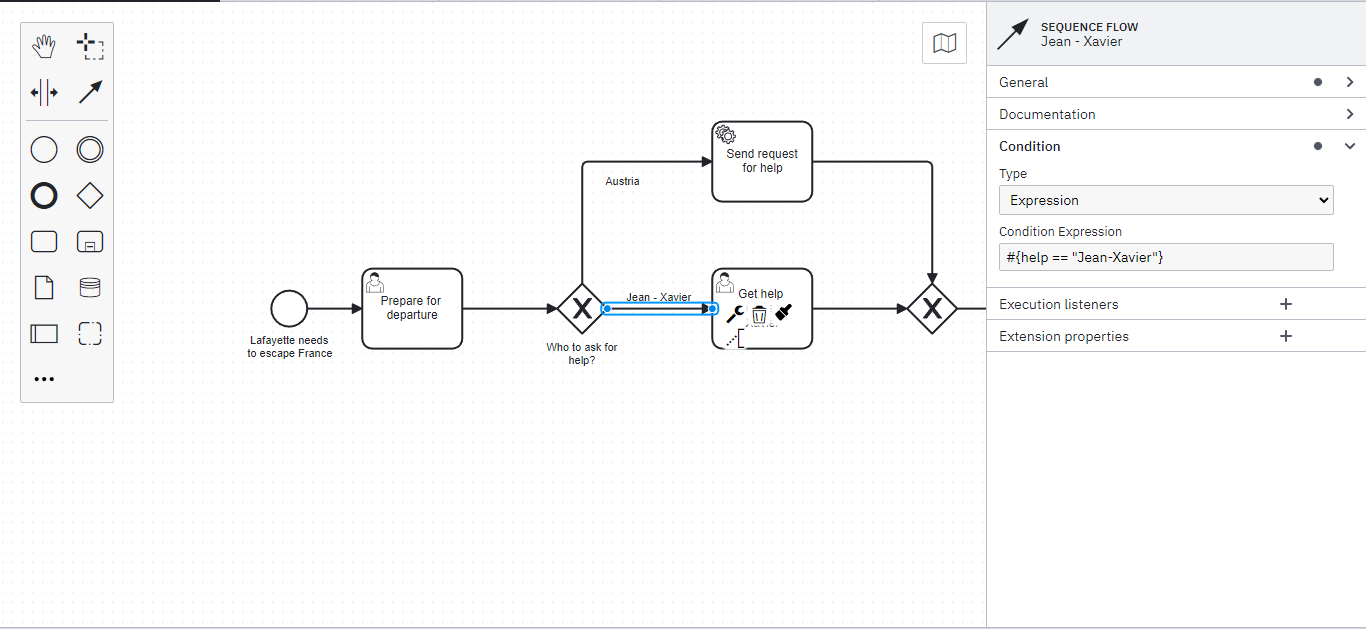 SEQUENCE FLOW
Jean - Xavier
General
Documentation
Condition
Type
Expression
Condition Expression
#{help == "Jean-Xavier"}
Execution listeners
Extension properties
Send request
for help
Austria
Prepare for
departure
Jean - Xavier
Get help
Lafayette needs
to escape France
Who to ask for
help?